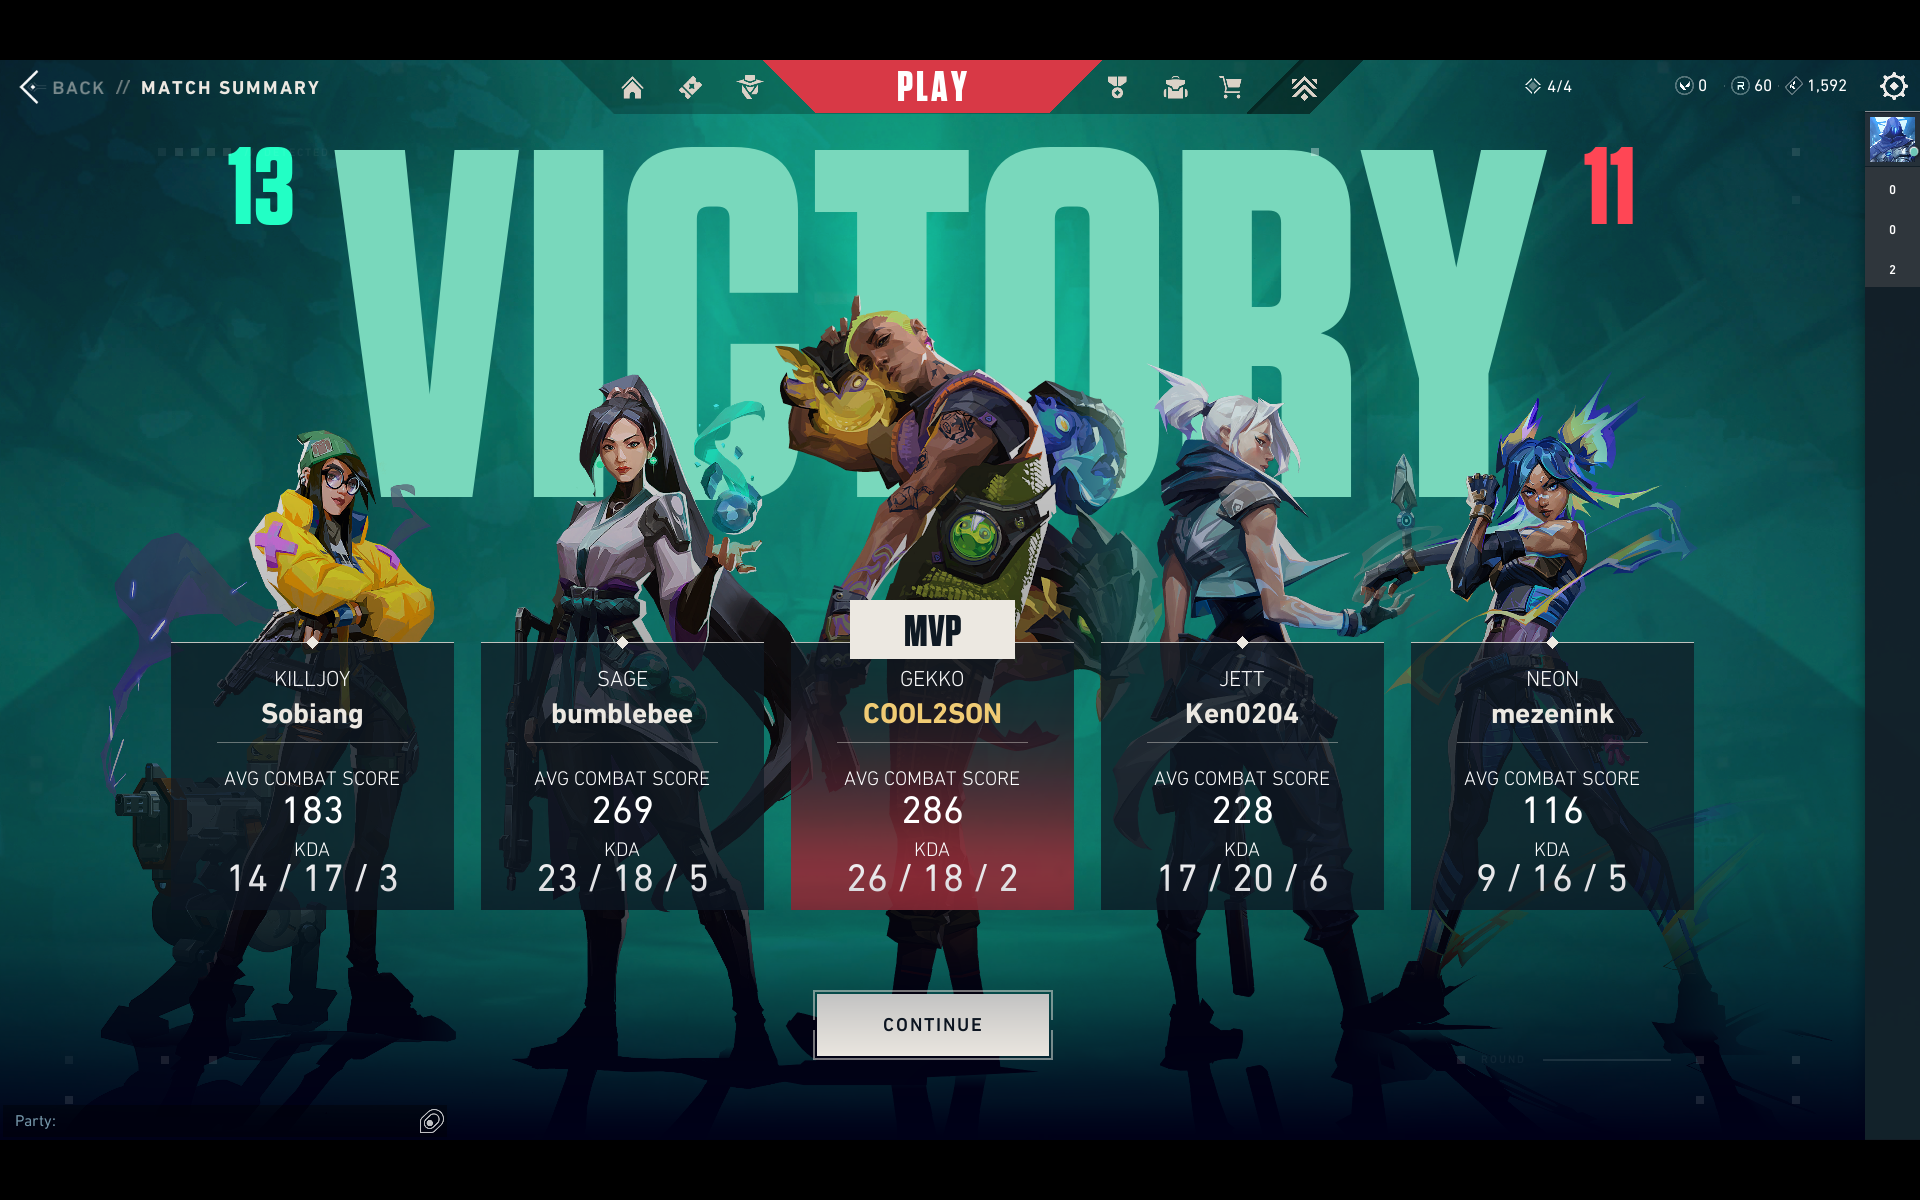 BACK // MATCH SUMMARY
PLAY
4/4
0
60
1,592
13
VICTORY
11
0
0
2
MVP
KILLJOY
Sobiang
AVG COMBAT SCORE
183
KDA
14 / 17 / 3
SAGE
bumblebee
AVG COMBAT SCORE
269
KDA
23 / 18 / 5
GEKKO
COOL2SON
AVG COMBAT SCORE
286
KDA
26 / 18 / 2
JETT
Ken0204
AVG COMBAT SCORE
228
KDA
17 / 20 / 6
NEON
mezenink
AVG COMBAT SCORE
116
KDA
9 / 16 / 5
CONTINUE
ROUND
Party: